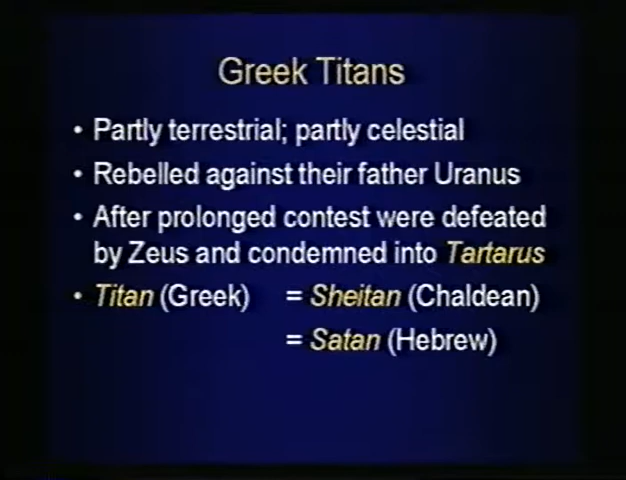 Greek Titans
• Partly terrestrial; partly celestial
• Rebelled against their father Uranus
• After prolonged contest were defeated
by Zeus and condemned into Tartarus
• Titan (Greek) = Sheitan (Chaldean)
= Satan (Hebrew)